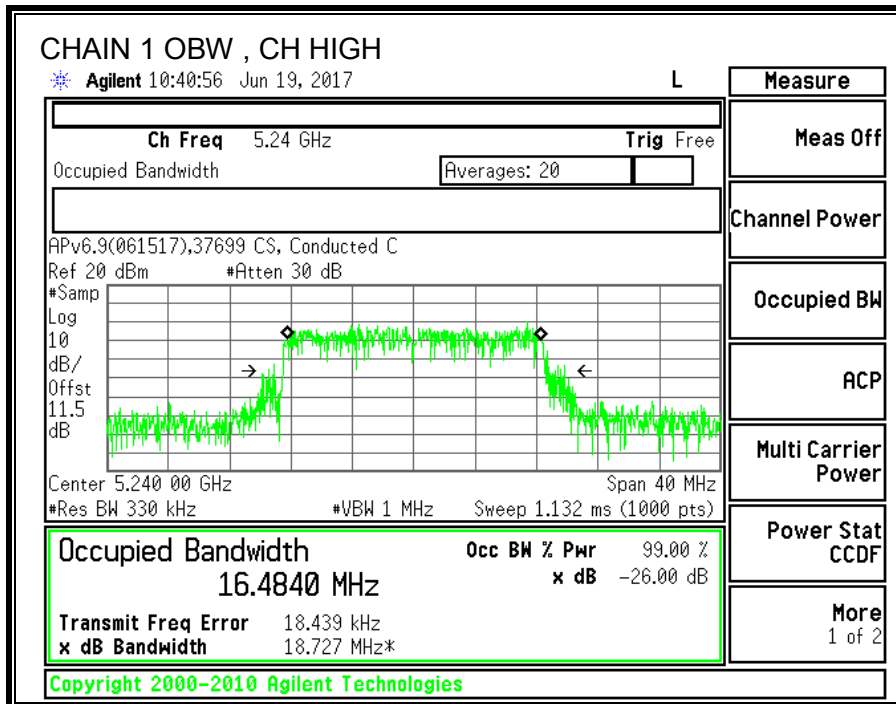 CHAIN 1 OBW , CH HIGH
Agilent 10:40:56 Jun 19, 2017 L
Measure
Ch Freq 5.24 GHz Trig Free
Occupied Bandwidth Averages: 20
APv6.9(061517),37699 CS, Conducted C
Ref 20 dBm #Atten 30 dB
#Samp
Log
10
dB/
Offst
11.5
dB
Center 5.240 00 GHz Span 40 MHz
#Res BW 330 kHz #VBW 1 MHz Sweep 1.132 ms (1000 pts)
Occupied Bandwidth Occ BW % Pwr 99.00 %
16.4840 MHz x dB -26.00 dB
Transmit Freq Error 18.439 kHz
x dB Bandwidth 18.727 MHz*
Copyright 2000-2010 Agilent Technologies
Meas Off
Channel Power
Occupied BW
ACP
Multi Carrier
Power
Power Stat
CCDF
More
1 of 2